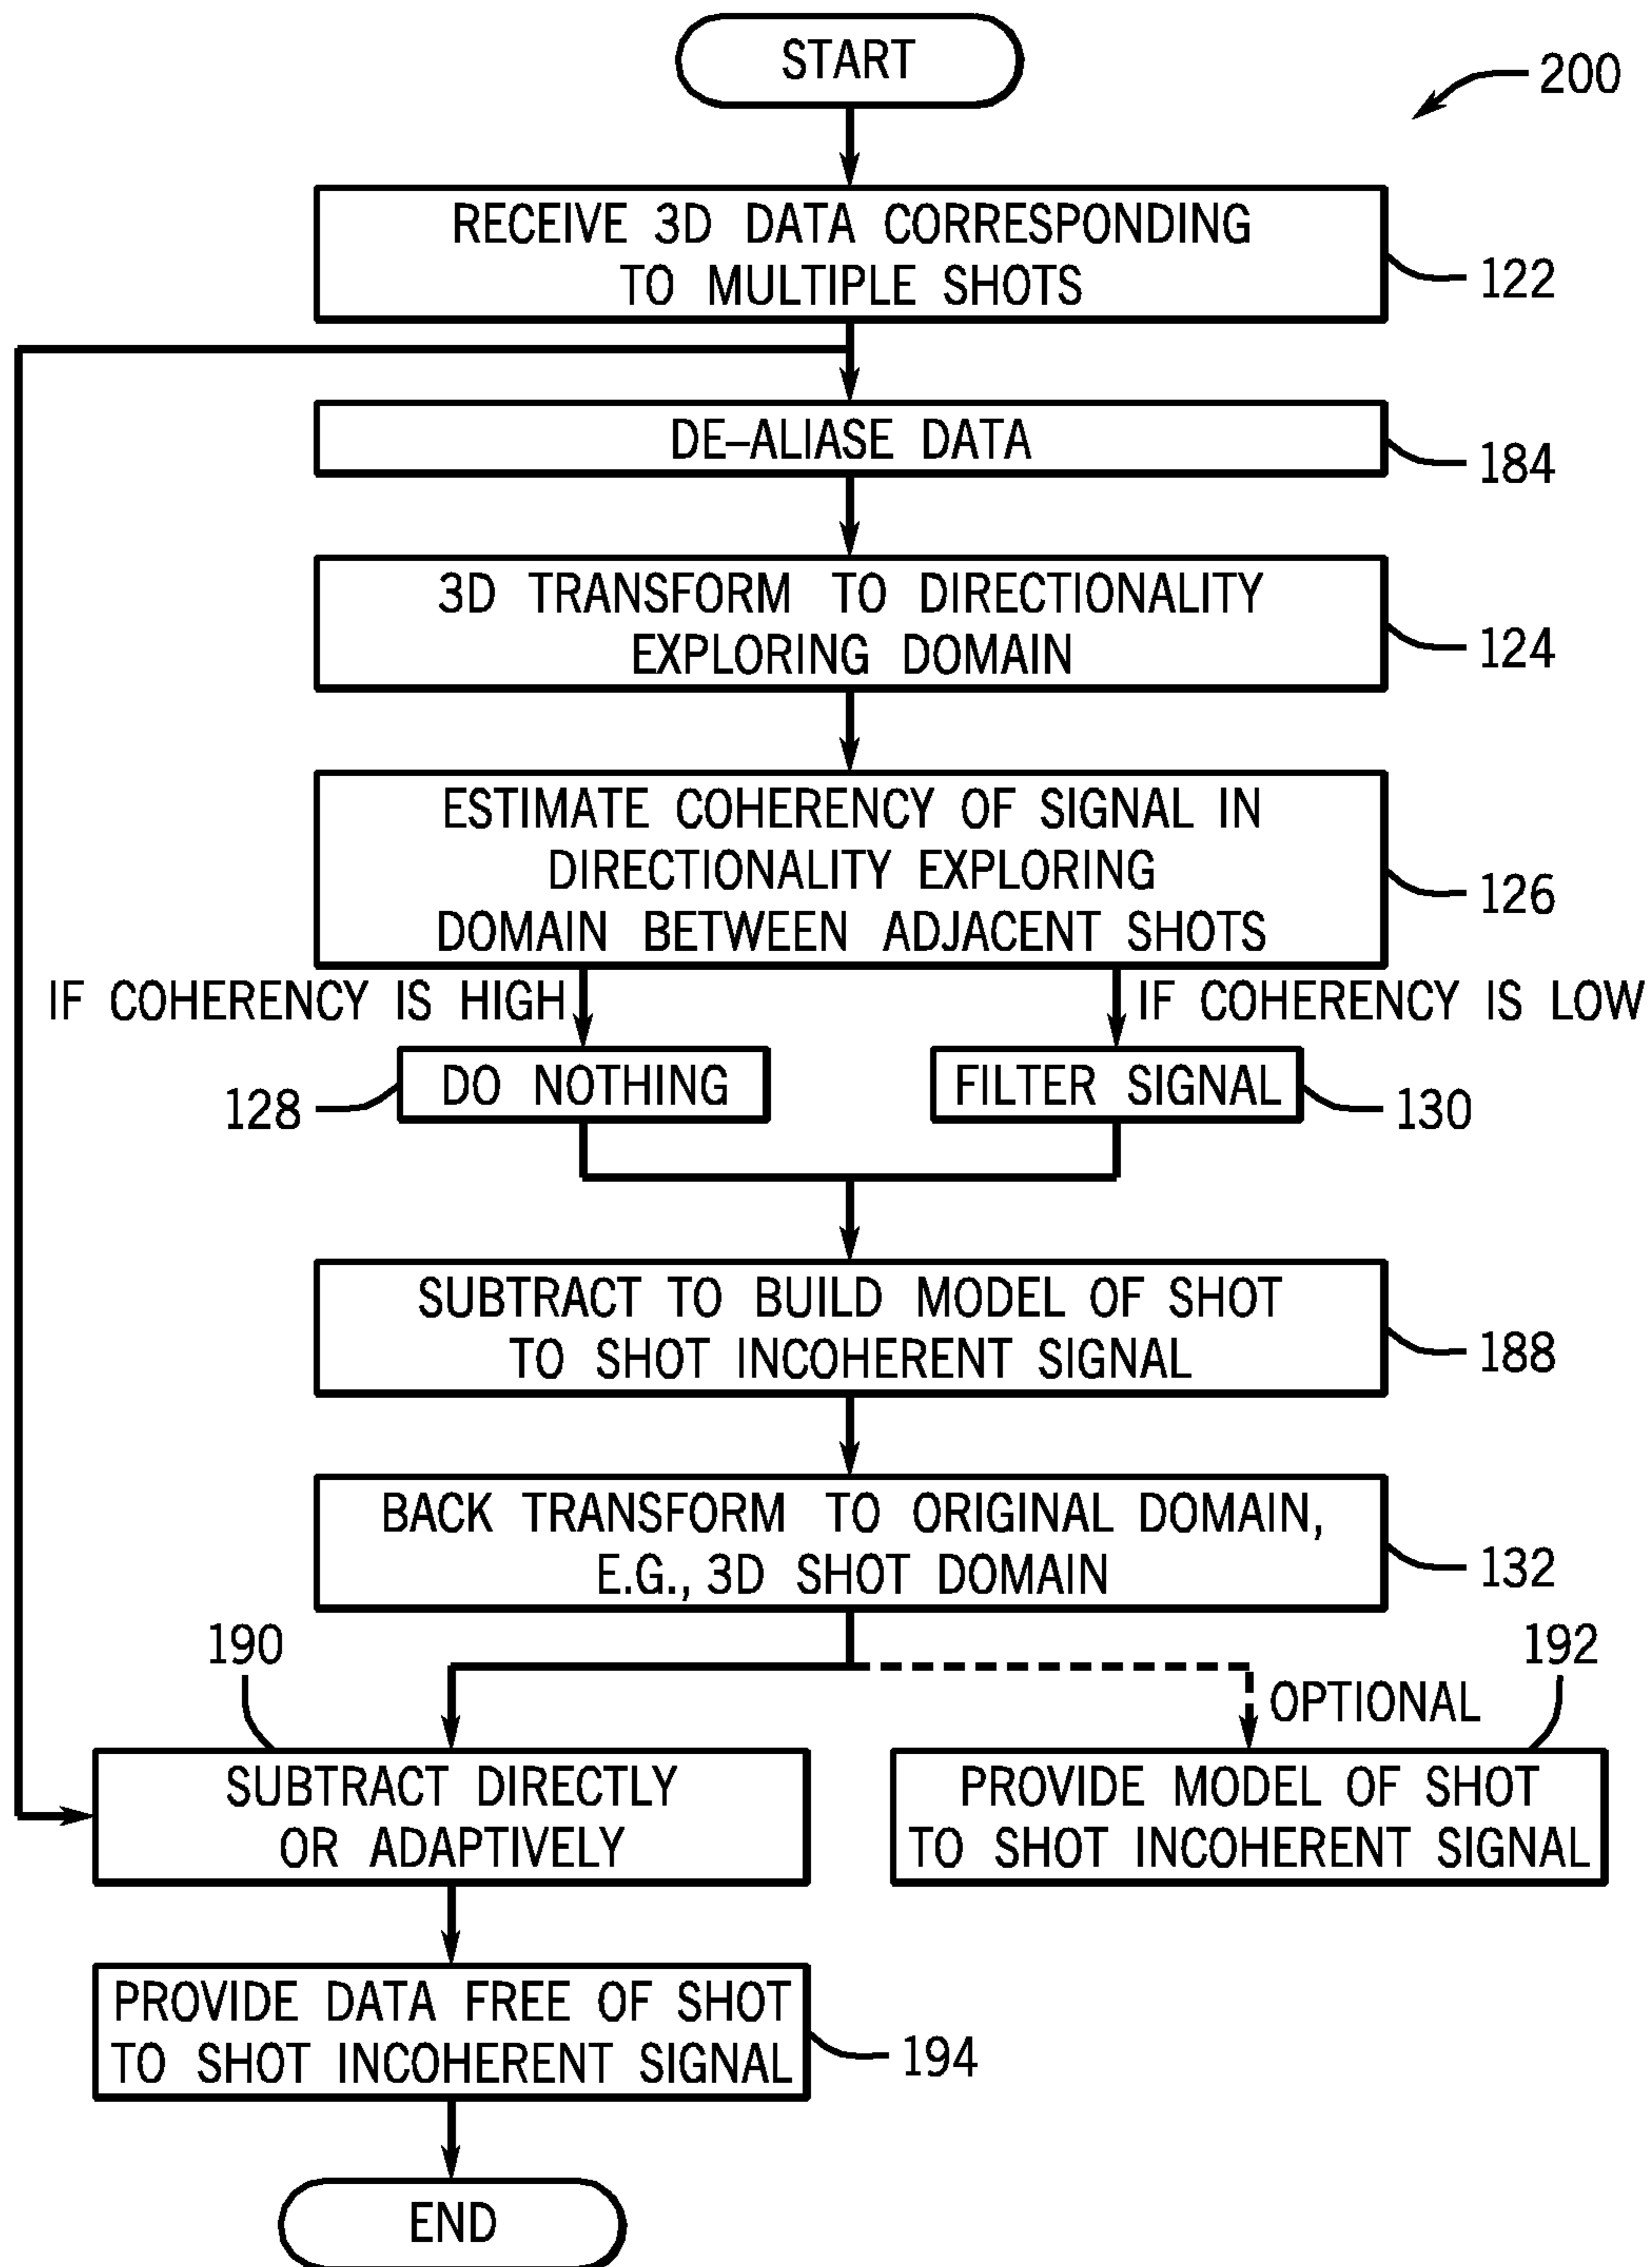 START
200
RECEIVE 3D DATA CORRESPONDING
TO MULTIPLE SHOTS
122
DE–ALIASE DATA
184
3D TRANSFORM TO DIRECTIONALITY
EXPLORING DOMAIN
124
ESTIMATE COHERENCY OF SIGNAL IN
DIRECTIONALITY EXPLORING
DOMAIN BETWEEN ADJACENT SHOTS
126
IF COHERENCY IS HIGH
IF COHERENCY IS LOW
DO NOTHING
128
FILTER SIGNAL
130
SUBTRACT TO BUILD MODEL OF SHOT
TO SHOT INCOHERENT SIGNAL
188
BACK TRANSFORM TO ORIGINAL DOMAIN,
E.G., 3D SHOT DOMAIN
132
190
192
OPTIONAL
SUBTRACT DIRECTLY
OR ADAPTIVELY
PROVIDE MODEL OF SHOT
TO SHOT INCOHERENT SIGNAL
PROVIDE DATA FREE OF SHOT
TO SHOT INCOHERENT SIGNAL
194
END